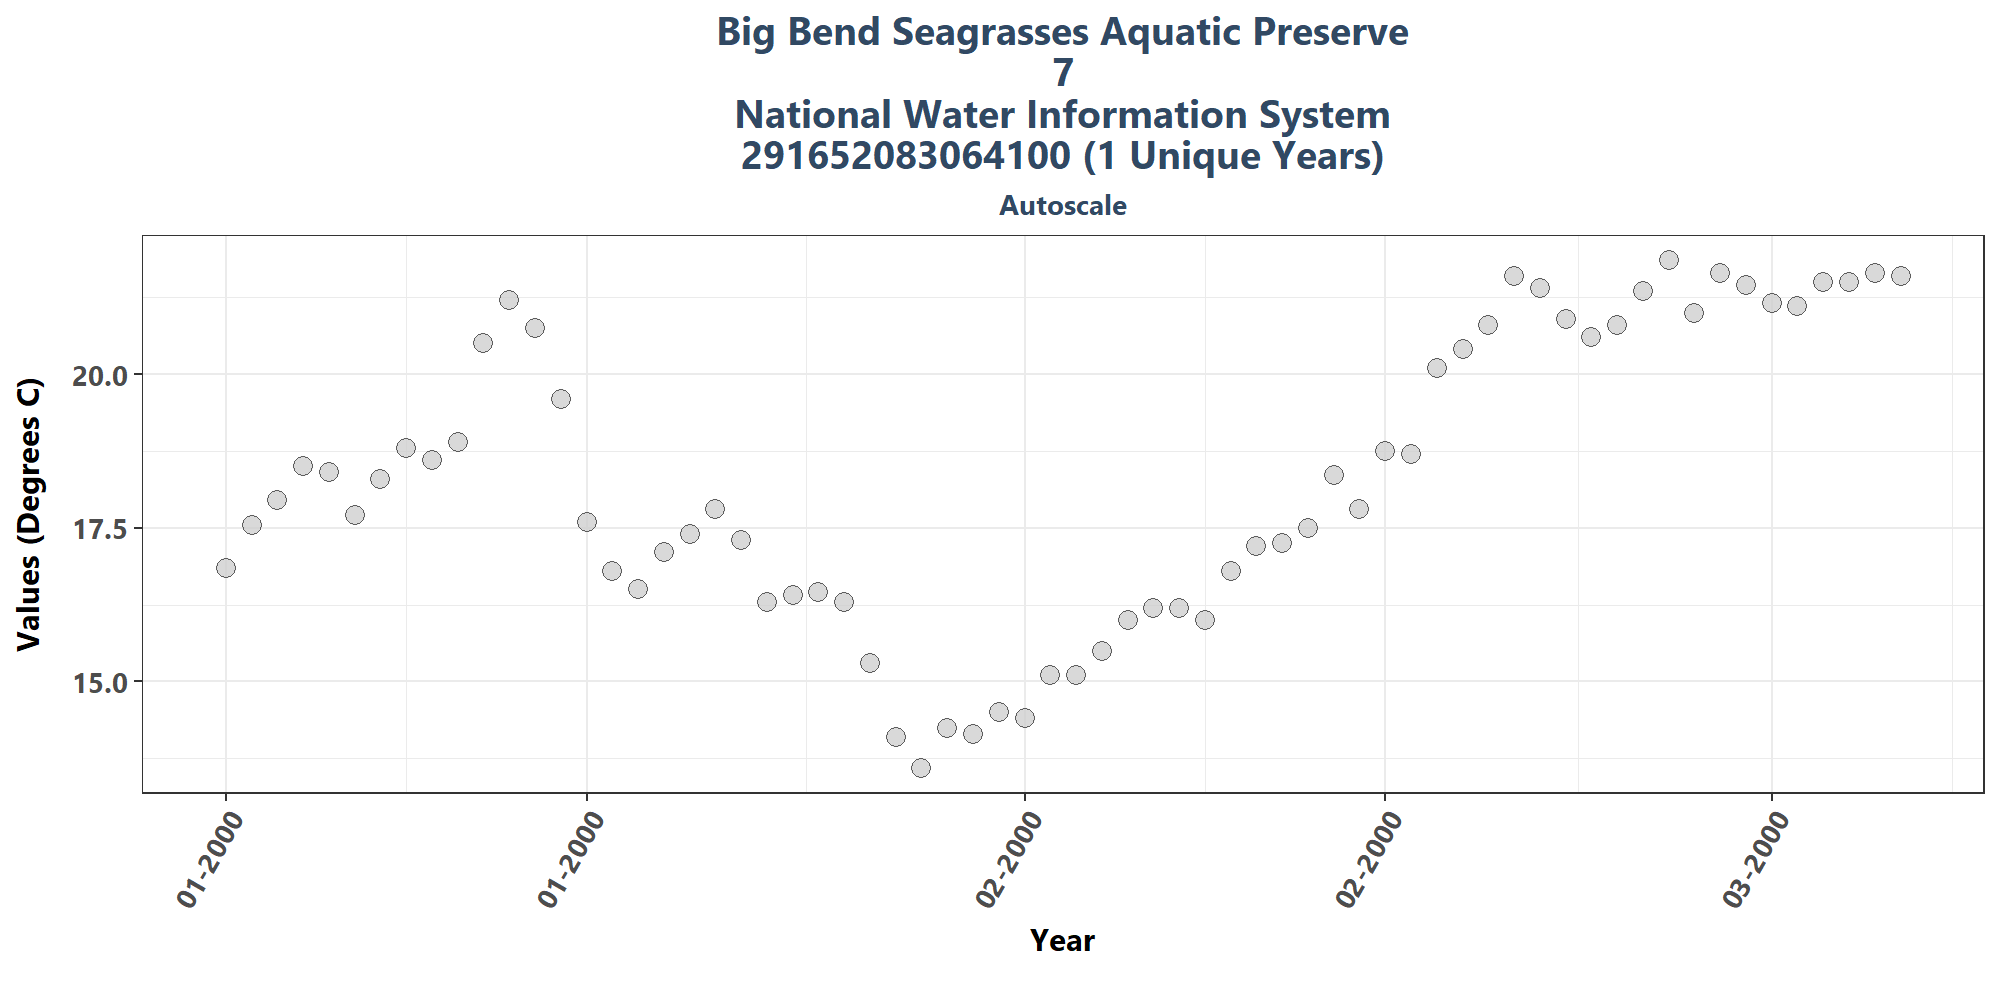 Big Bend Seagrasses Aquatic Preserve
7
National Water Information System
291652083064100 (1 Unique Years)
Autoscale
Values (Degrees C)
20.0
17.5
15.0
01-2000
01-2000
02-2000
02-2000
03-2000
Year